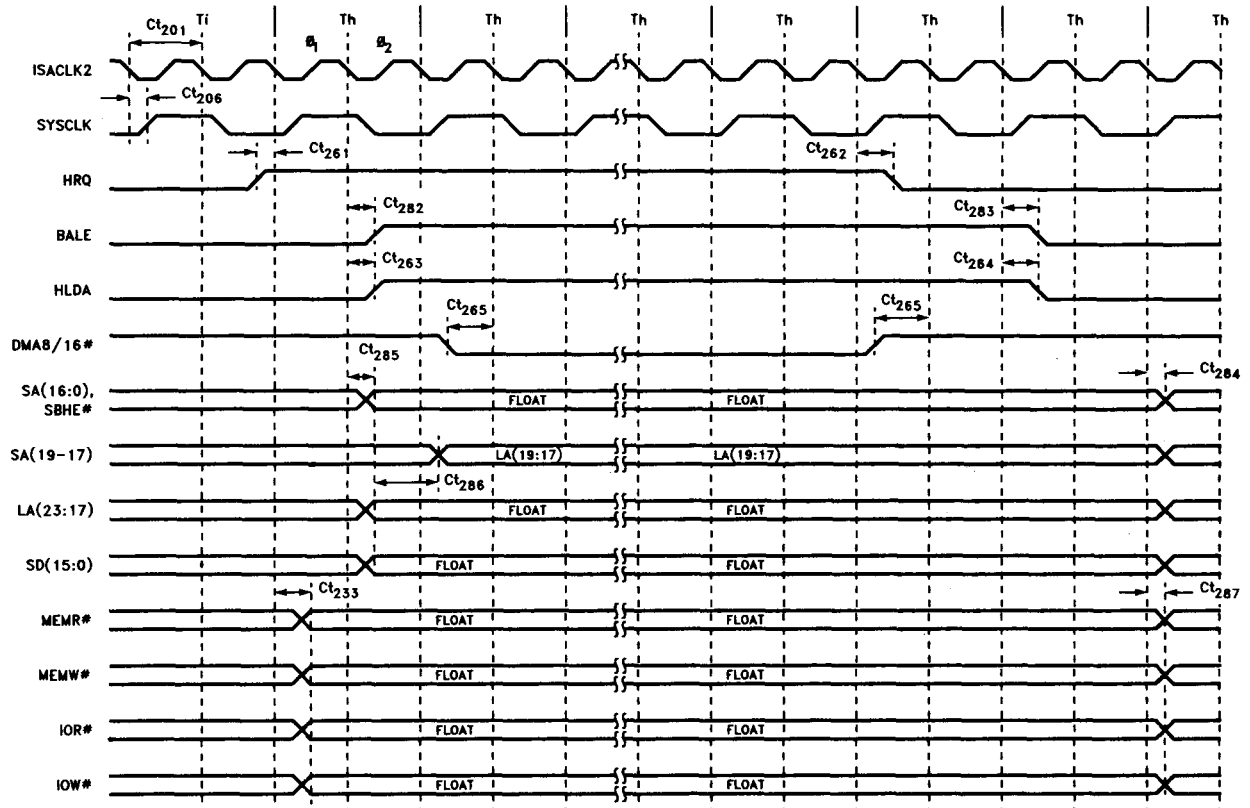 Ct201 Ti Th Th Th Th Th Th Th
Ø1 Ø2
ISACLK2
Ct206
SYSCLK
Ct261 Ct262
HRQ
Ct282 Ct283
BALE
Ct263 Ct264
HLDA
Ct265 Ct265
DMA8/16#
Ct285 Ct284
SA(16:0),
SBHE# FLOAT FLOAT
SA(19-17) LA(19:17) LA(19:17)
Ct286
LA(23:17) FLOAT FLOAT
SD(15:0) FLOAT FLOAT
Ct233 Ct287
MEMR# FLOAT FLOAT
MEMW# FLOAT FLOAT
IOR# FLOAT FLOAT
IOW# FLOAT FLOAT